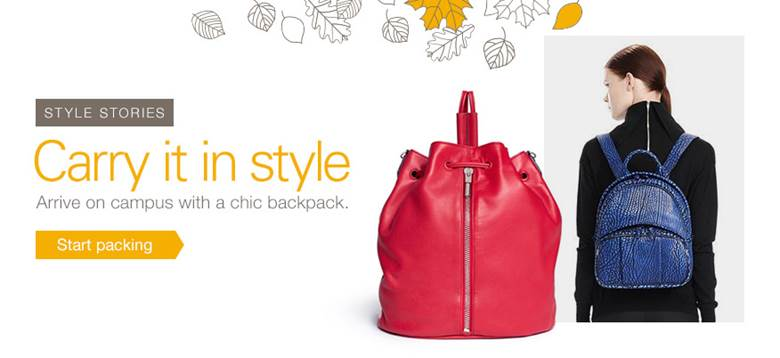 STYLE STORIES
Carry it in style
Arrive on campus with a chic backpack.
Start packing